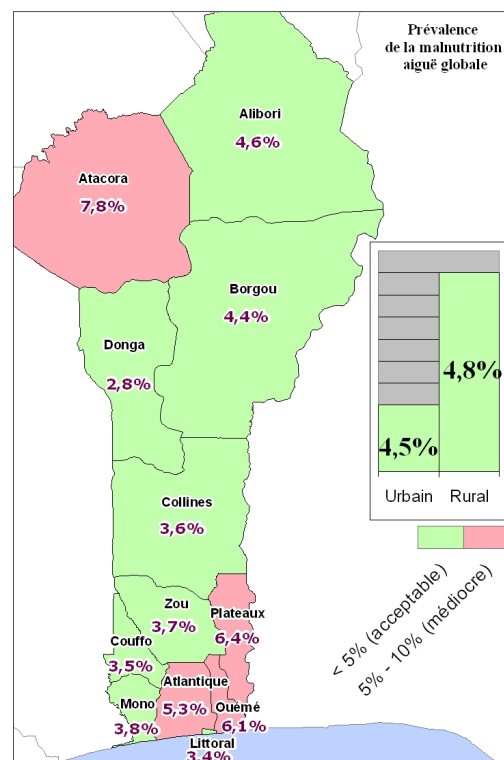 Prévalence
de la malnutrition
aiguë globale
Alibori
4,6%
Atacora
7,8%
Borgou
4,4%
Donga
2,8%
4,8%
4,5%
Urbain Rural
Collines
3,6%
< 5% (acceptable)
5% - 10% (médiocre)
Zou
3,7%
Plateaux
6,4%
Couffo
3,5%
Atlantique
5,3%
Mono
3,8%
Ouémé
6,1%
Littoral
3,4%